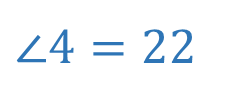 ∠4 = 22